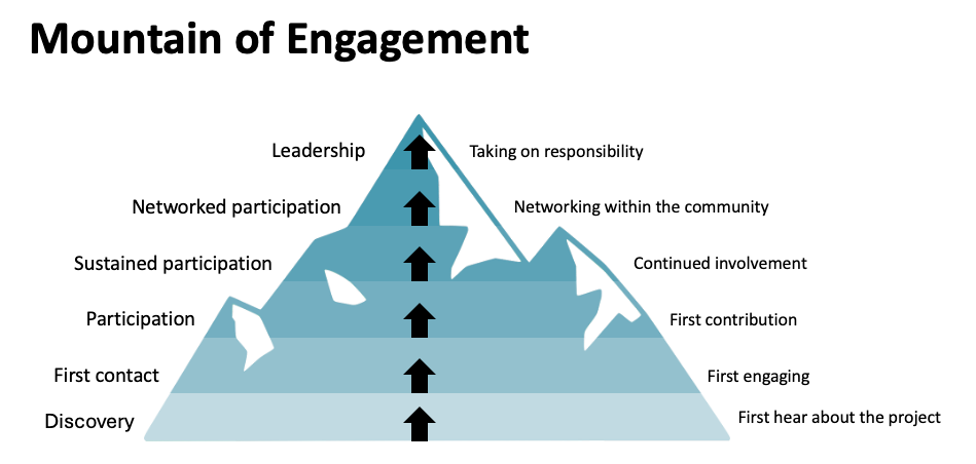 Mountain of Engagement
Leadership
Taking on responsibility
Networked participation
Networking within the community
Sustained participation
Continued involvement
Participation
First contribution
First contact
First engaging
Discovery
First hear about the project